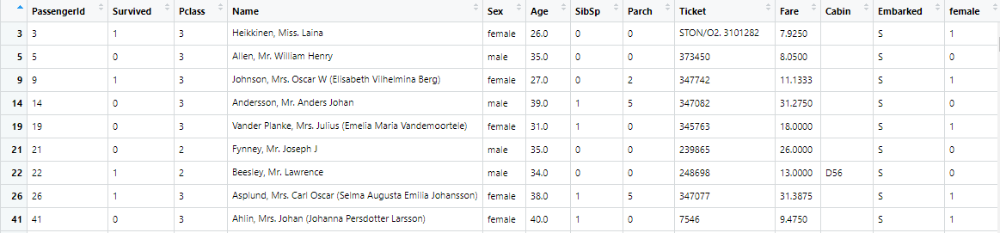 PassengerId Survived Pclass Name Sex Age SibSp Parch Ticket Fare Cabin Embarked female
3 3 1 3 Heikkinen, Miss. Laina female 26.0 0 0 STON/O2. 3101282 7.9250 S 1
5 5 0 3 Allen, Mr. William Henry male 35.0 0 0 373450 8.0500 S 0
9 9 1 3 Johnson, Mrs. Oscar W (Elisabeth Vilhelmina Berg) female 27.0 0 2 347742 11.1333 S 1
14 14 0 3 Andersson, Mr. Anders Johan male 39.0 1 5 347082 31.2750 S 0
19 19 0 3 Vander Planke, Mrs. Julius (Emelia Maria Vandemoortele) female 31.0 1 0 345763 18.0000 S 1
21 21 0 2 Fynney, Mr. Joseph J male 35.0 0 0 239865 26.0000 S 0
22 22 1 2 Beesley, Mr. Lawrence male 34.0 0 0 248698 13.0000 D56 S 0
26 26 1 3 Asplund, Mrs. Carl Oscar (Selma Augusta Emilia Johansson) female 38.0 1 5 347077 31.3875 S 1
41 41 0 3 Ahlin, Mrs. Johan (Johanna Persdotter Larsson) female 40.0 1 0 7546 9.4750 S 1